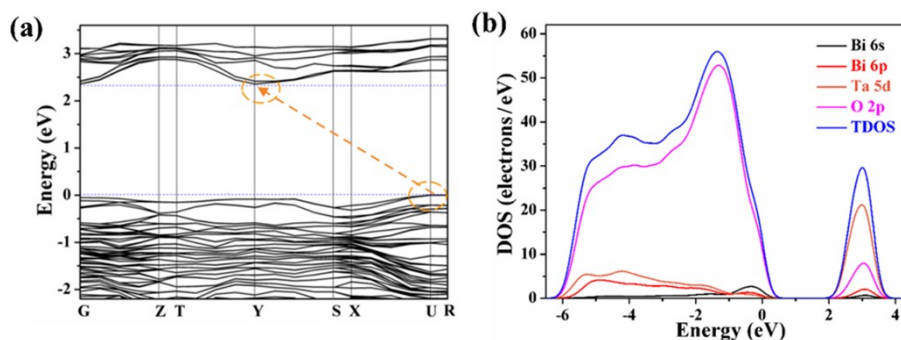 (a)
Energy (eV)
3
2
1
0
-1
-2
G Z T Y S X U R
(b)
DOS (electrons/eV)
60
50
40
30
20
10
0
Bi 6s
Bi 6p
Ta 5d
O 2p
TDOS
-6 -4 -2 0 2 4
Energy (eV)